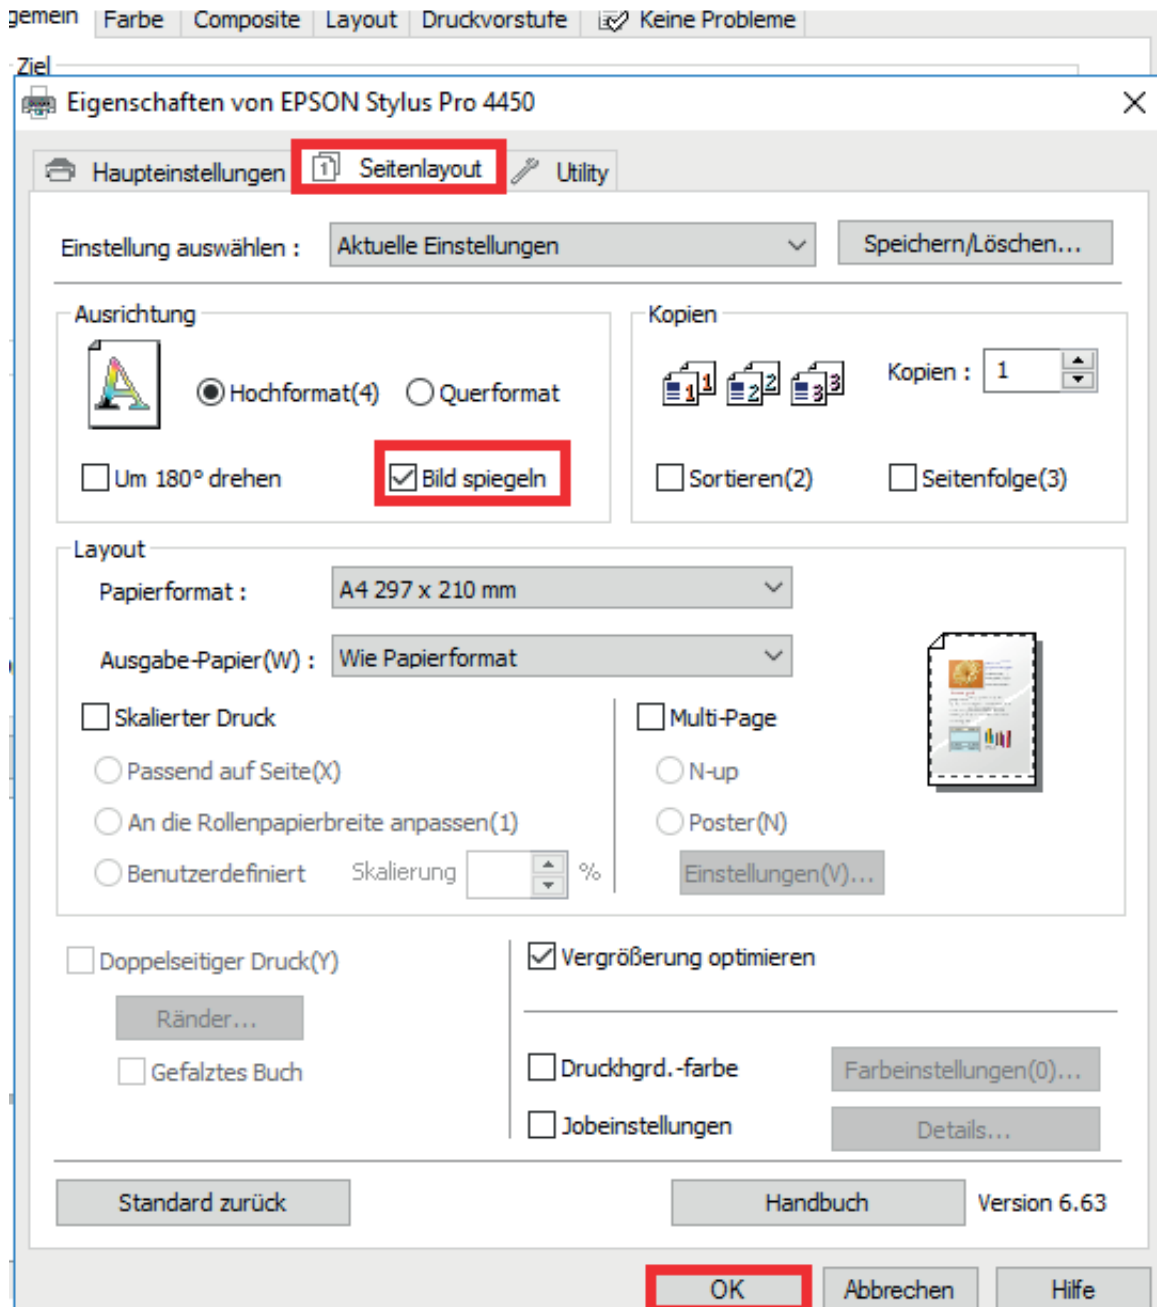 gemein Farbe Composite Layout Druckvorstufe Keine Probleme
Ziel
Eigenschaften von EPSON Stylus Pro 4450
Haupteinstellungen Seitenlayout Utility
Einstellung auswählen : Aktuelle Einstellungen Speichern/Löschen...
Ausrichtung Kopien
Hochformat(4) Querformat Kopien : 1
Um 180° drehen Bild spiegeln Sortieren(2) Seitenfolge(3)
Layout
Papierformat : A4 297 x 210 mm
Ausgabe-Papier(W) : Wie Papierformat
Skalierter Druck Multi-Page
Passend auf Seite(X) N-up
An die Rollenpapierbreite anpassen(1) Poster(N)
Benutzerdefiniert Skalierung % Einstellungen(V)...
Doppelseitiger Druck(Y) Vergrößerung optimieren
Ränder...
Gefalztes Buch Druckhgrd.-farbe Farbeinstellungen(0)...
Jobeinstellungen Details...
Standard zurück Handbuch Version 6.63
OK Abbrechen Hilfe